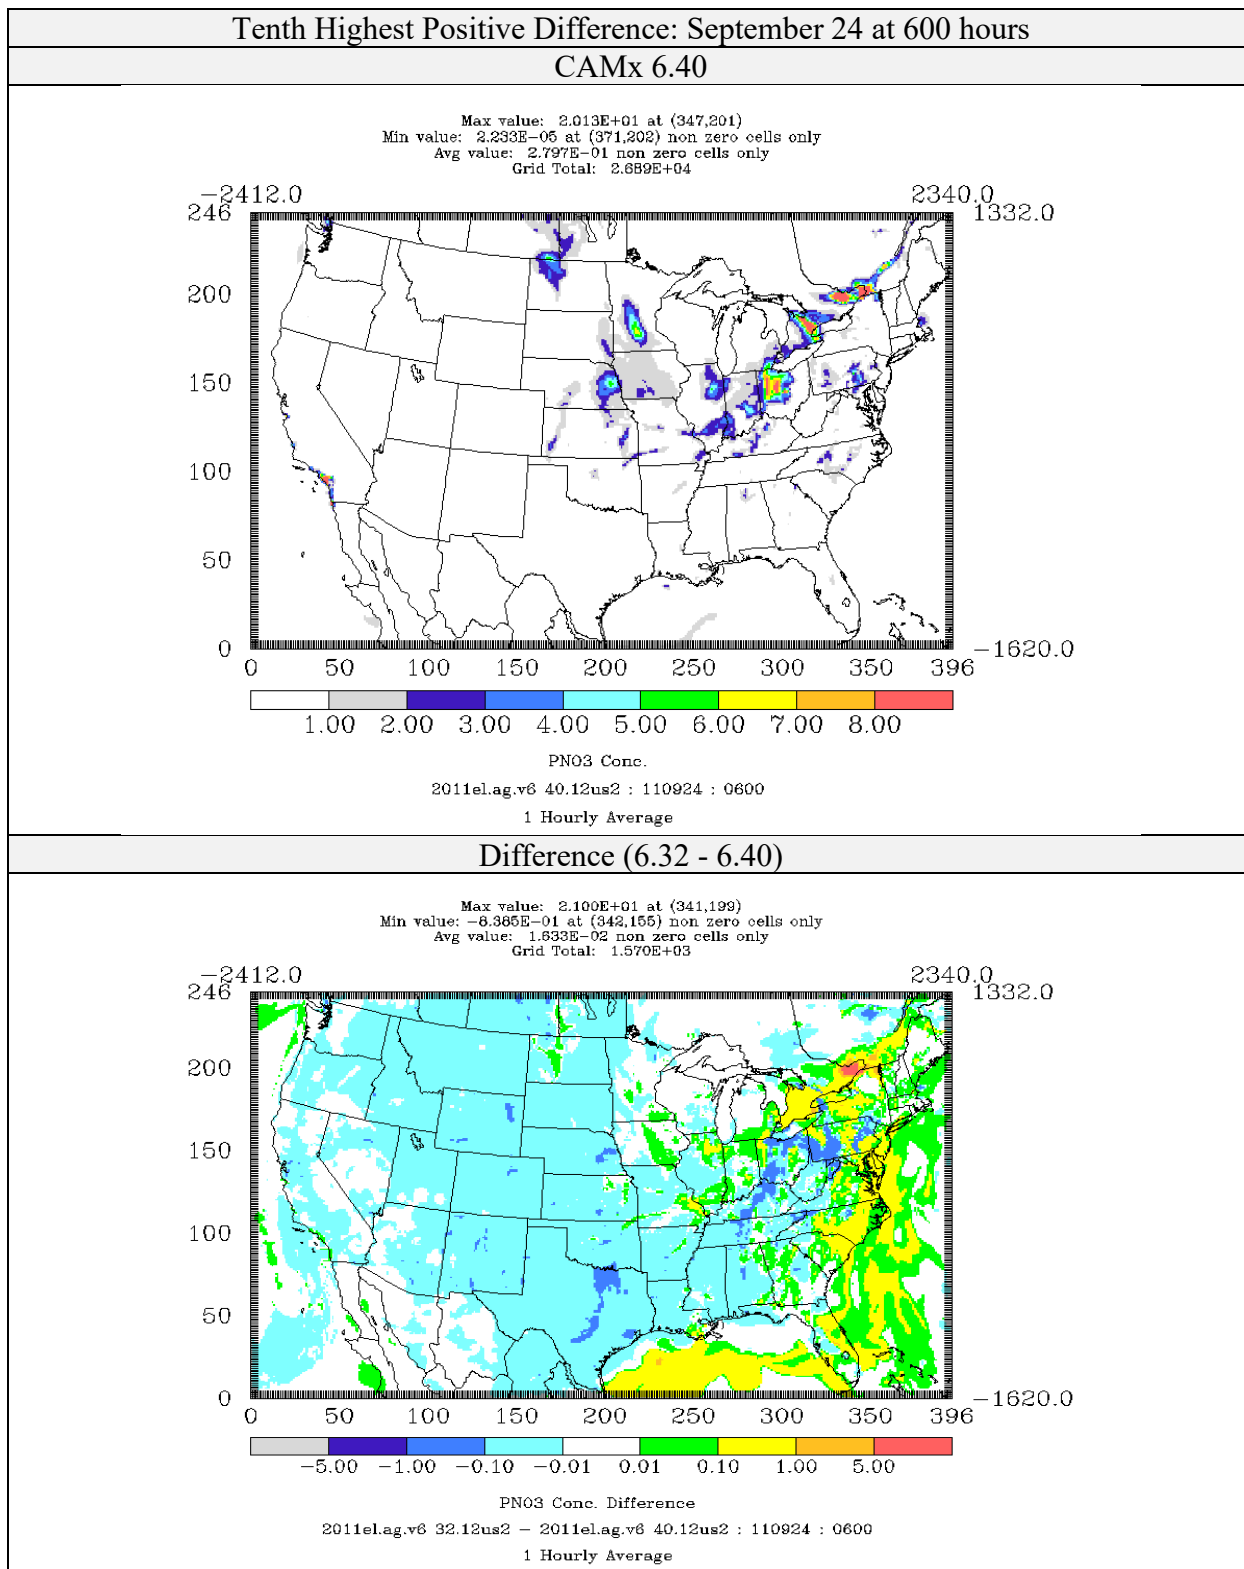 Tenth Highest Positive Difference: September 24 at 600 hours
CAMx 6.40
Max value: 2.013E+01 at (347,201)
Min value: 2.233E-05 at (371,202) non zero cells only
Avg value: 2.797E-01 non zero cells only
Grid Total: 2.689E+04
-2412.0 2340.0
246 1332.0
200
150
100
50
0 -1620.0
0 50 100 150 200 250 300 350 396
1.00 2.00 3.00 4.00 5.00 6.00 7.00 8.00
PNO3 Conc.
2011el.ag.v6 40.12us2 : 110924 : 0600
1 Hourly Average
Difference (6.32 - 6.40)
Max value: 2.100E+01 at (341,199)
Min value: -8.385E-01 at (342,155) non zero cells only
Avg value: 1.633E-02 non zero cells only
Grid Total: 1.570E+03
-2412.0 2340.0
246 1332.0
200
150
100
50
0 -1620.0
0 50 100 150 200 250 300 350 396
-5.00 -1.00 -0.10 -0.01 0.01 0.10 1.00 5.00
PNO3 Conc. Difference
2011el.ag.v6 32.12us2 - 2011el.ag.v6 40.12us2 : 110924 : 0600
1 Hourly Average